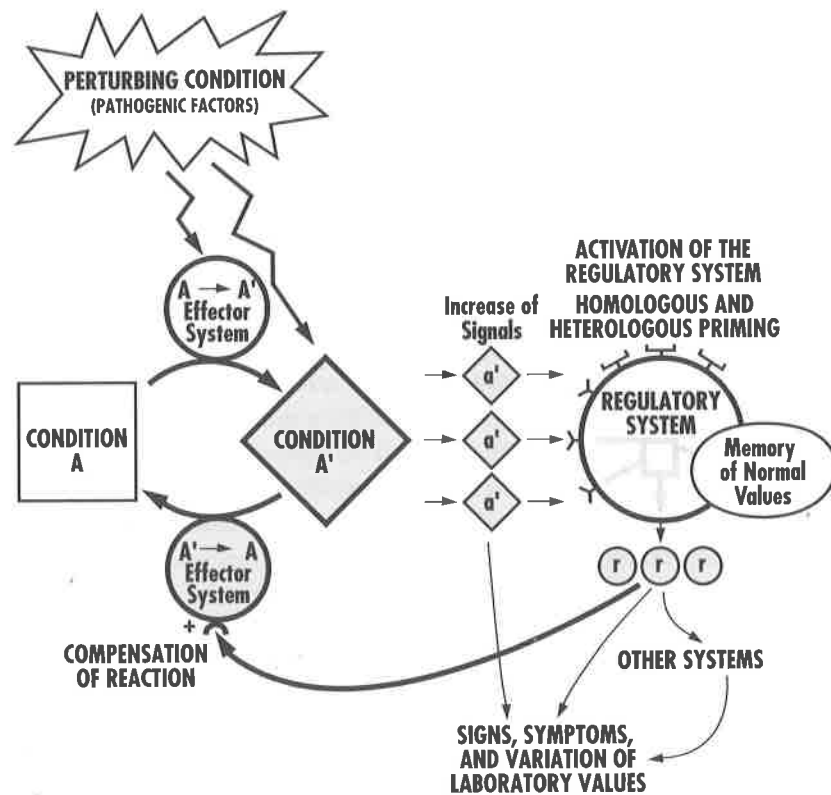 PERTURBING CONDITION
(PATHOGENIC FACTORS)
A → A'
Effector
System
CONDITION
A
CONDITION
A'
Increase of
Signals
a'
a'
a'
ACTIVATION OF THE
REGULATORY SYSTEM
HOMOLOGOUS AND
HETEROLOGOUS PRIMING
REGULATORY
SYSTEM
Memory
of Normal
Values
r r r
A' → A
Effector
System
+
COMPENSATION
OF REACTION
OTHER SYSTEMS
SIGNS, SYMPTOMS,
AND VARIATION OF
LABORATORY VALUES